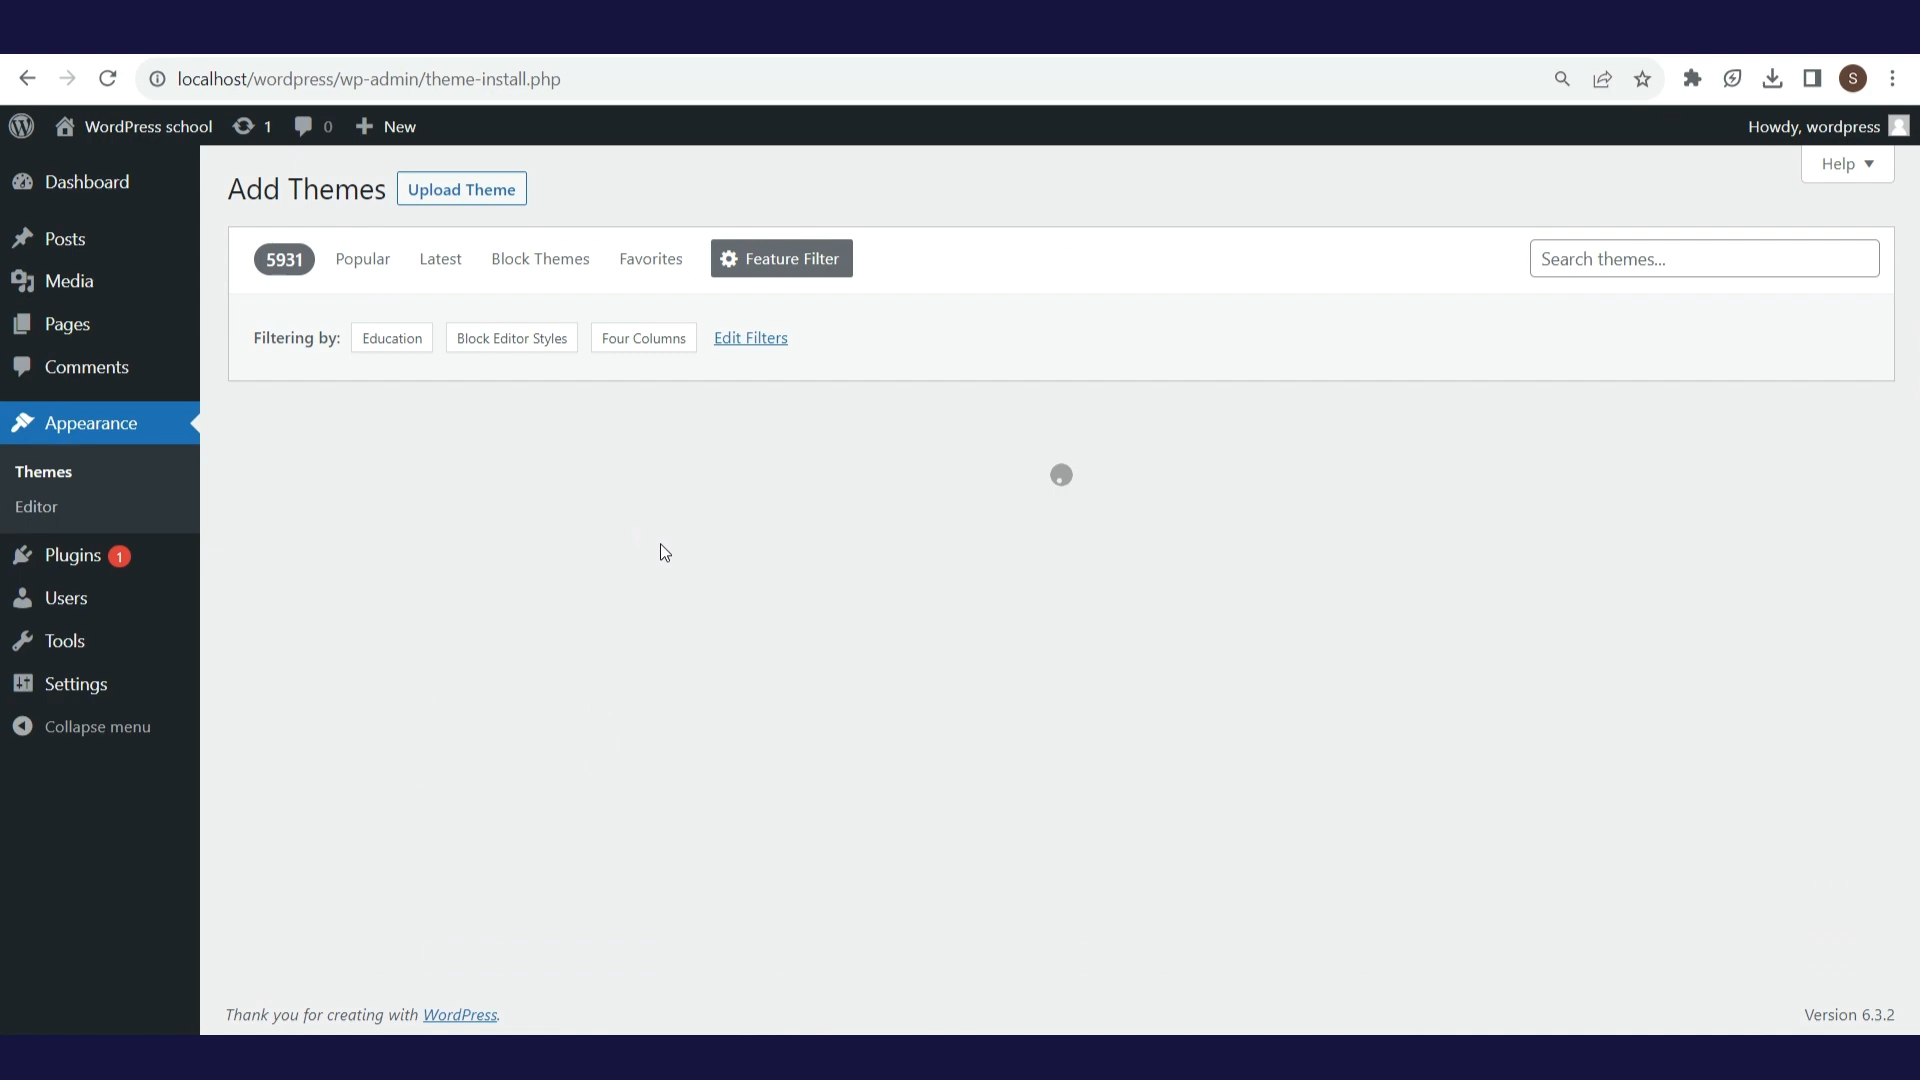 localhost/wordpress/wp-admin/theme-install.php
S
WordPress school 1 0 New
Howdy, wordpress
Help
Dashboard
Posts
Media
Pages
Comments
Appearance
Themes
Editor
Plugins 1
Users
Tools
Settings
Collapse menu
Add Themes Upload Theme
5931 Popular Latest Block Themes Favorites Feature Filter Search themes...
Filtering by: Education Block Editor Styles Four Columns Edit Filters
Thank you for creating with WordPress. Version 6.3.2